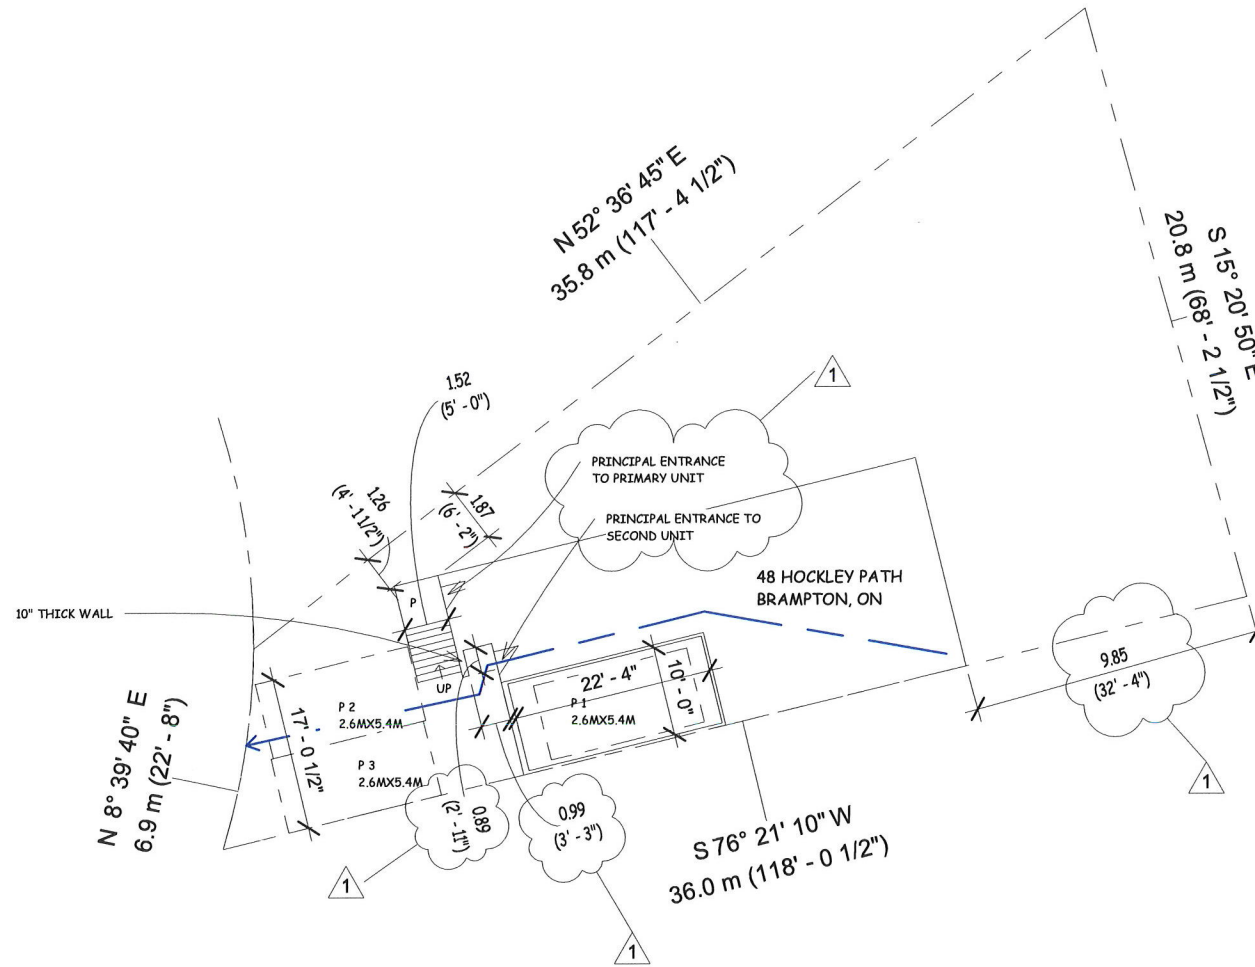 N 52° 36' 45" E
35.8 m (117' - 4 1/2")
S 15° 20' 50" E
20.8 m (68' - 2 1/2")
1
1.52
(5' - 0")
PRINCIPAL ENTRANCE
TO PRIMARY UNIT
1.26
(4' - 1 1/2")
1.87
(6' - 2")
PRINCIPAL ENTRANCE TO
SECOND UNIT
48 HOCKLEY PATH
BRAMPTON, ON
10" THICK WALL
P
UP
9.85
(32' - 4")
22' - 4"
10' - 0"
P 1
2.6MX5.4M
P 2
2.6MX5.4M
17' - 0 1/2"
P 3
2.6MX5.4M
N 8° 39' 40" E
6.9 m (22' - 8")
0.89
(2' - 11")
0.99
(3' - 3")
S 76° 21' 10" W
36.0 m (118' - 0 1/2")
1
1
1